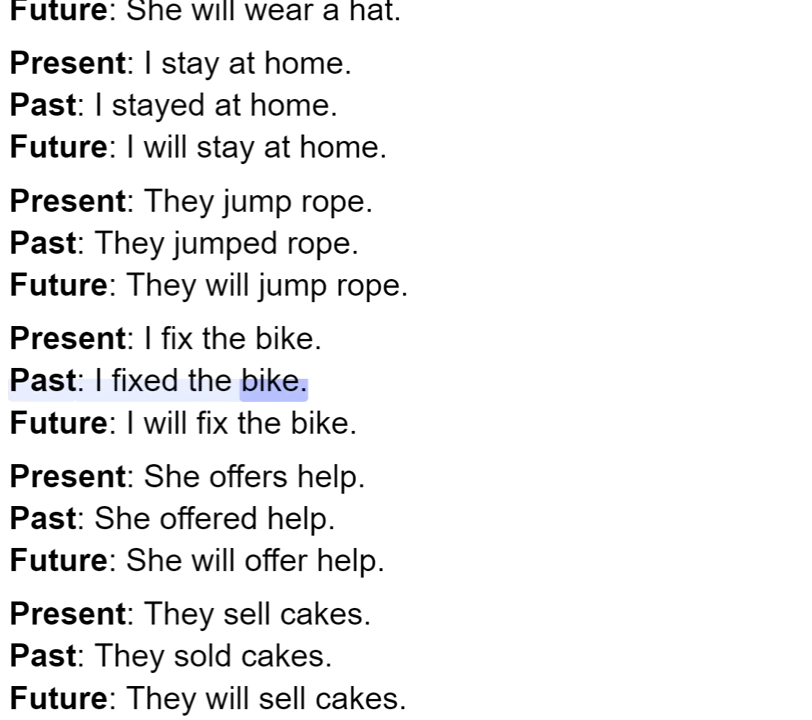 Future: She will wear a hat.
Present: I stay at home.
Past: I stayed at home.
Future: I will stay at home.
Present: They jump rope.
Past: They jumped rope.
Future: They will jump rope.
Present: I fix the bike.
Past: I fixed the bike.
Future: I will fix the bike.
Present: She offers help.
Past: She offered help.
Future: She will offer help.
Present: They sell cakes.
Past: They sold cakes.
Future: They will sell cakes.